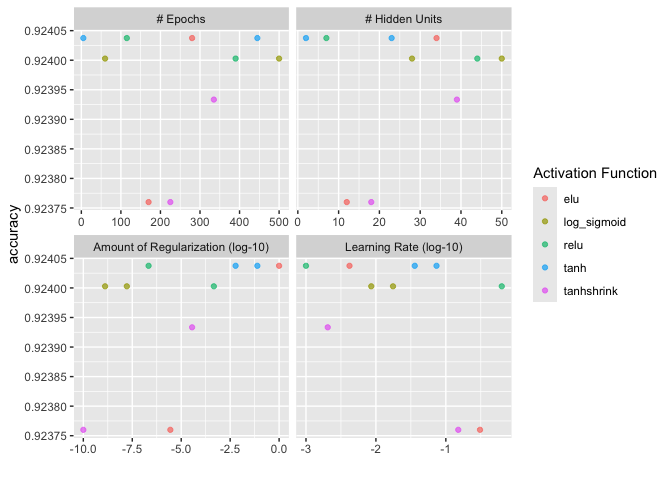 # Epochs
# Hidden Units
0.92405
0.92400
0.92395
0.92390
0.92385
0.92380
0.92375
0 100 200 300 400 500
0 10 20 30 40 50
accuracy
Amount of Regularization (log-10)
Learning Rate (log-10)
0.92405
0.92400
0.92395
0.92390
0.92385
0.92380
0.92375
-10.0 -7.5 -5.0 -2.5 0.0
-3 -2 -1
Activation Function
elu
log_sigmoid
relu
tanh
tanhshrink